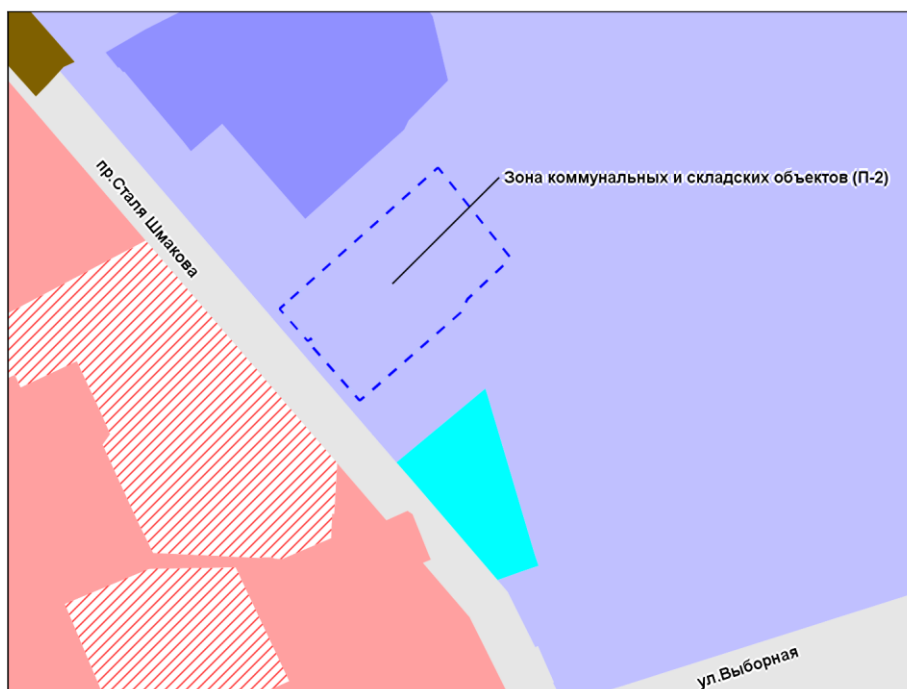 пр.Сталя Шмакова
Зона коммунальных и складских объектов (П-2)
ул.Выборная